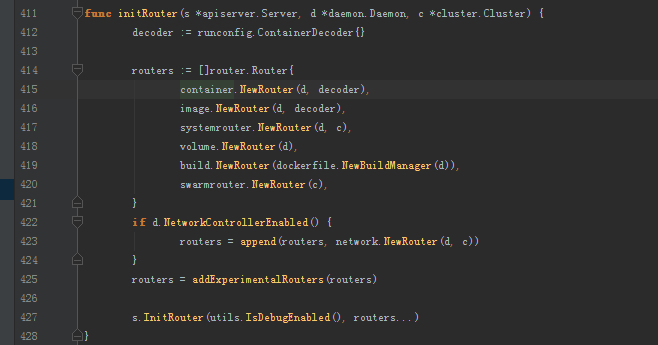 411 func initRouter(s *apiserver.Server, d *daemon.Daemon, c *cluster.Cluster) {
412 decoder := runconfig.ContainerDecoder{}
413
414 routers := []router.Router{
415 container.NewRouter(d, decoder),
416 image.NewRouter(d, decoder),
417 systemrouter.NewRouter(d, c),
418 volume.NewRouter(d),
419 build.NewRouter(dockerfile.NewBuildManager(d)),
420 swarmrouter.NewRouter(c),
421 }
422 if d.NetworkControllerEnabled() {
423 routers = append(routers, network.NewRouter(d, c))
424 }
425 routers = addExperimentalRouters(routers)
426
427 s.InitRouter(utils.IsDebugEnabled(), routers...)
428 }